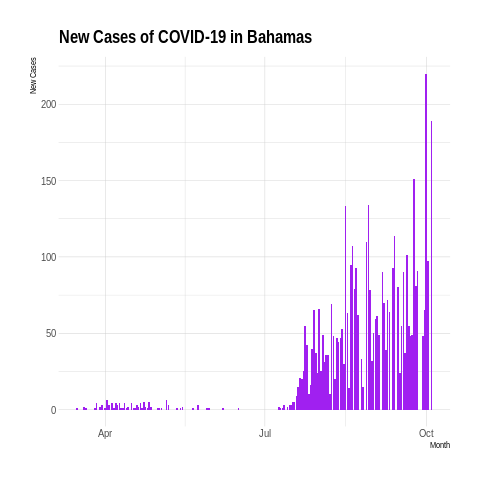 New Cases of COVID-19 in Bahamas
New Cases
200
150
100
50
0
Apr
Jul
Oct
Month